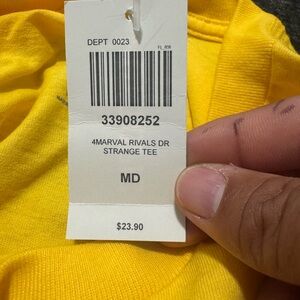 DEPT 0023
33908252
4MARVAL RIVALS DR
STRANGE TEE
MD
$23.90